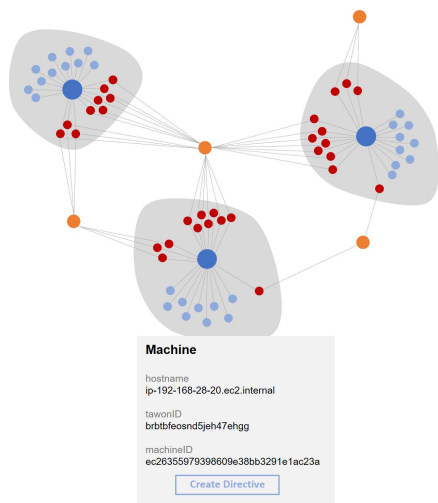 Machine
hostname
ip-192-168-28-20.ec2.internal
tawonID
brbtbfeosnd5jeh47ehgg
machineID
ec26355979398609e38bb3291e1ac23a
Create Directive